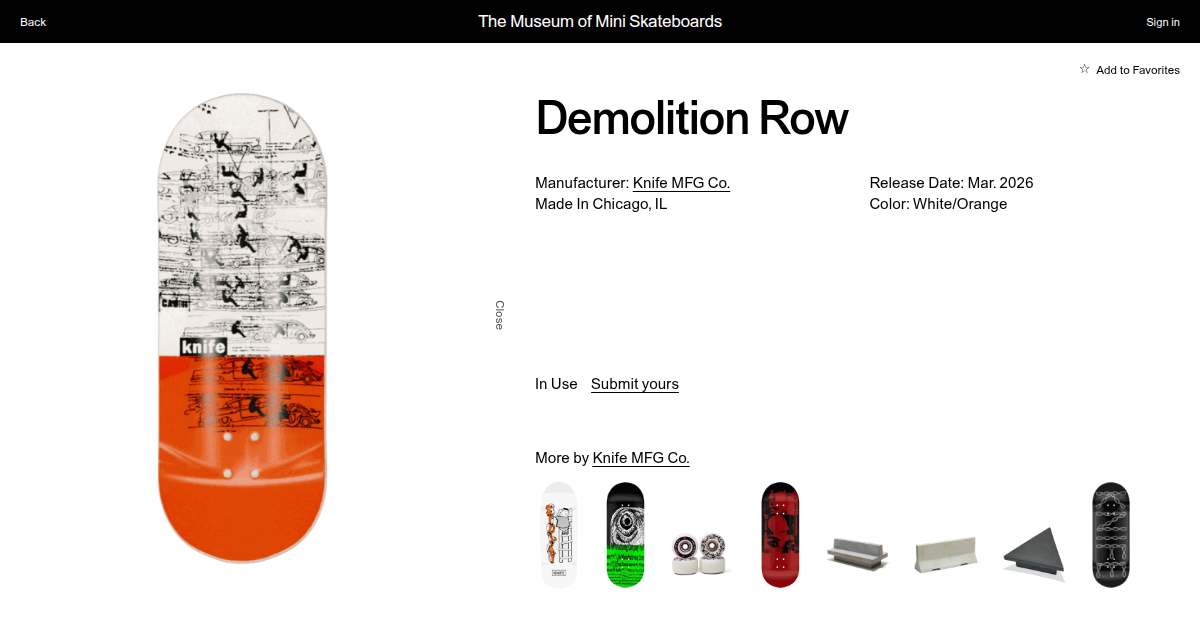 Back
The Museum of Mini Skateboards
Sign in
☆ Add to Favorites
Demolition Row
Manufacturer: Knife MFG Co.
Made In Chicago, IL
Release Date: Mar. 2026
Color: White/Orange
Close
knife
In Use Submit yours
More by Knife MFG Co.